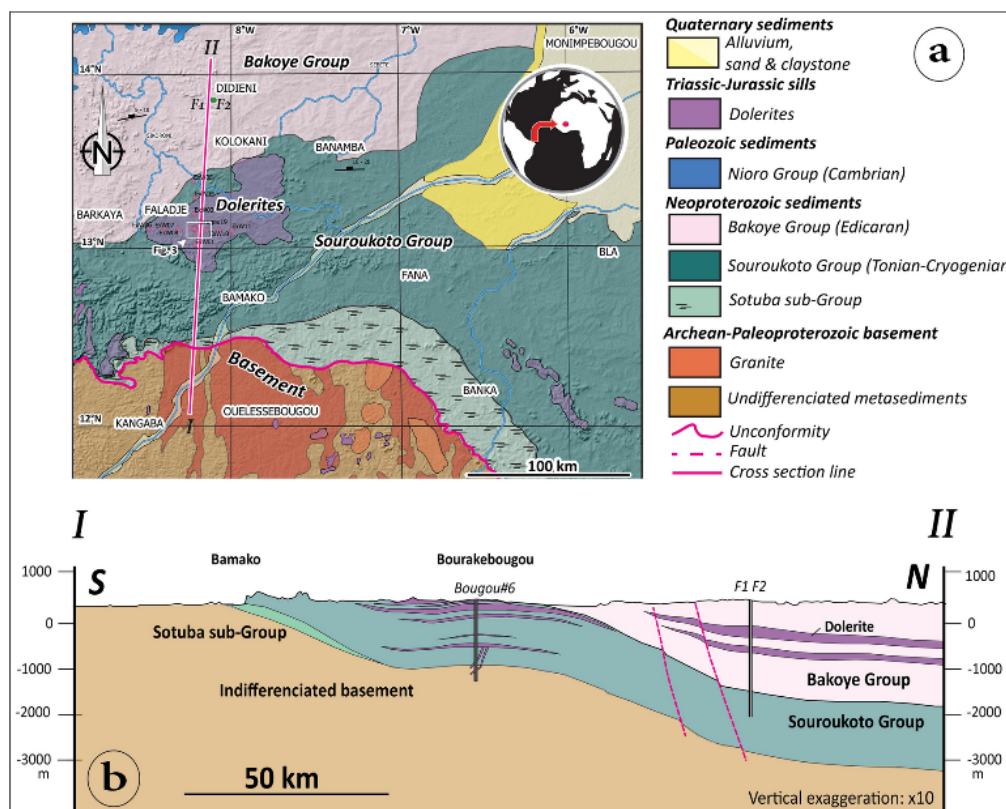 8°W
7°W
6°W
MONIMPEBOUGOU
II
Bakoye Group
14°N
DIDIENI
F1
F2
KOLOKANI
BANAMBA
N
BARKAYA
FALADJE
Dolerites
13°N
Fig. 3
Souroukoto Group
BLA
FANA
BAMAKO
Basement
BANKA
12°N
OUELESSEBOUGOU
KANGABA
I
100 km
a
Quaternary sediments
Alluvium,
sand & claystone
Triassic-Jurassic sills
Dolerites
Paleozoic sediments
Nioro Group (Cambrian)
Neoproterozoic sediments
Bakoye Group (Edicaran)
Souroukoto Group (Tonian-Cryogenian
Sotuba sub-Group
Archean-Paleoproterozoic basement
Granite
Undifferenciated metasediments
Unconformity
Fault
Cross section line
I
II
Bamako
Bourakebougou
1000
S
Bougou#6
F1 F2
N
1000
0
Sotuba sub-Group
Dolerite
0
-1000
Indifferenciated basement
Bakoye Group
-1000
-2000
Souroukoto Group
-2000
-3000
m
b
50 km
-3000
m
Vertical exaggeration: x10